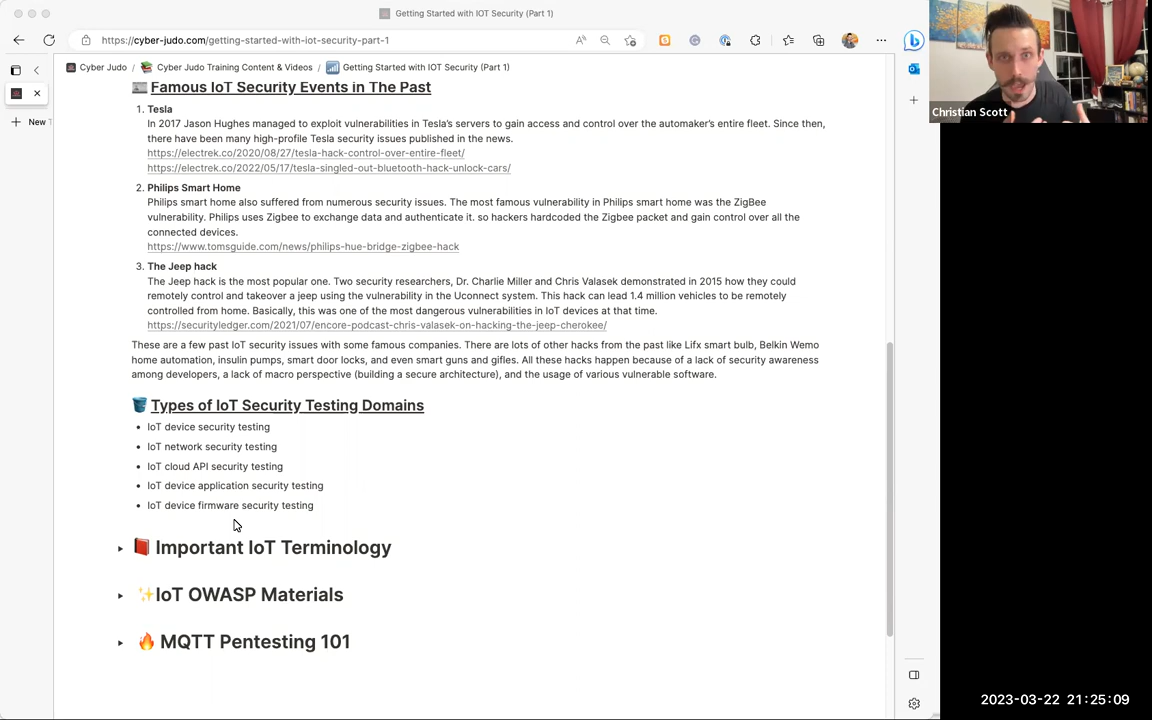 Getting Started with IOT Security (Part 1)
https://cyber-judo.com/getting-started-with-iot-security-part-1
Cyber Judo / Cyber Judo Training Content & Videos / Getting Started with IOT Security (Part 1)
New
Famous IoT Security Events in The Past
1. Tesla
In 2017 Jason Hughes managed to exploit vulnerabilities in Tesla's servers to gain access and control over the automaker's entire fleet. Since then,
there have been many high-profile Tesla security issues published in the news.
https://electrek.co/2020/08/27/tesla-hack-control-over-entire-fleet/
https://electrek.co/2022/05/17/tesla-singled-out-bluetooth-hack-unlock-cars/
2. Philips Smart Home
Philips smart home also suffered from numerous security issues. The most famous vulnerability in Philips smart home was the ZigBee
vulnerability. Philips uses Zigbee to exchange data and authenticate it. so hackers hardcoded the Zigbee packet and gain control over all the
connected devices.
https://www.tomsguide.com/news/philips-hue-bridge-zigbee-hack
3. The Jeep hack
The Jeep hack is the most popular one. Two security researchers, Dr. Charlie Miller and Chris Valasek demonstrated in 2015 how they could
remotely control and takeover a jeep using the vulnerability in the Uconnect system. This hack can lead 1.4 million vehicles to be remotely
controlled from home. Basically, this was one of the most dangerous vulnerabilities in IoT devices at that time.
https://securityledger.com/2021/07/encore-podcast-chris-valasek-on-hacking-the-jeep-cherokee/
These are a few past IoT security issues with some famous companies. There are lots of other hacks from the past like Lifx smart bulb, Belkin Wemo
home automation, insulin pumps, smart door locks, and even smart guns and gifles. All these hacks happen because of a lack of security awareness
among developers, a lack of macro perspective (building a secure architecture), and the usage of various vulnerable software.
Types of IoT Security Testing Domains
• IoT device security testing
• IoT network security testing
• IoT cloud API security testing
• IoT device application security testing
• IoT device firmware security testing
Important IoT Terminology
IoT OWASP Materials
MQTT Pentesting 101
Christian Scott
2023-03-22 21:25:09